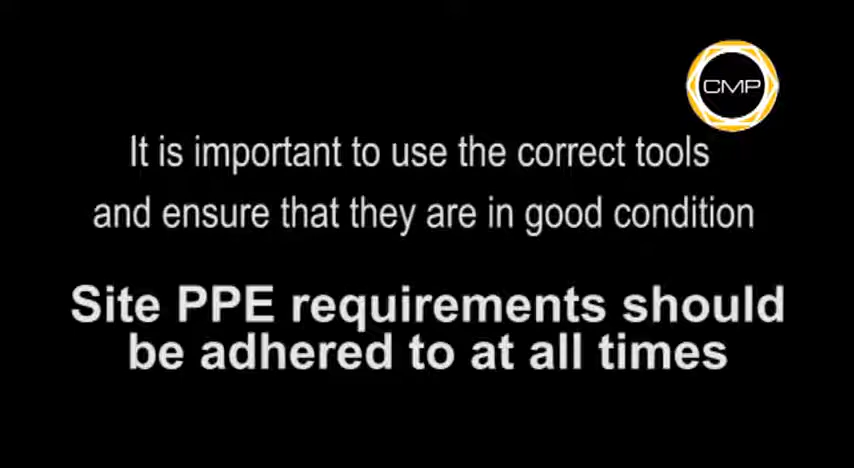 CMP
It is important to use the correct tools
and ensure that they are in good condition
Site PPE requirements should
be adhered to at all times